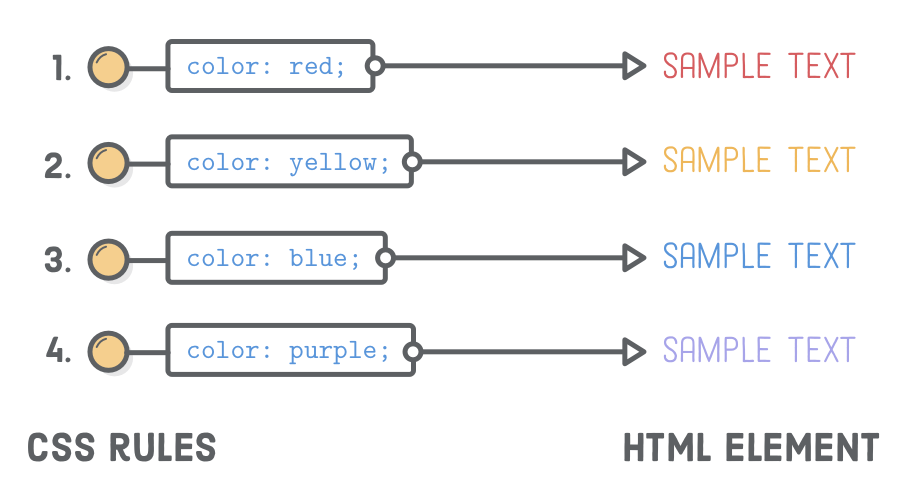 1. color: red; SAMPLE TEXT
2. color: yellow; SAMPLE TEXT
3. color: blue; SAMPLE TEXT
4. color: purple; SAMPLE TEXT
CSS RULES HTML ELEMENT